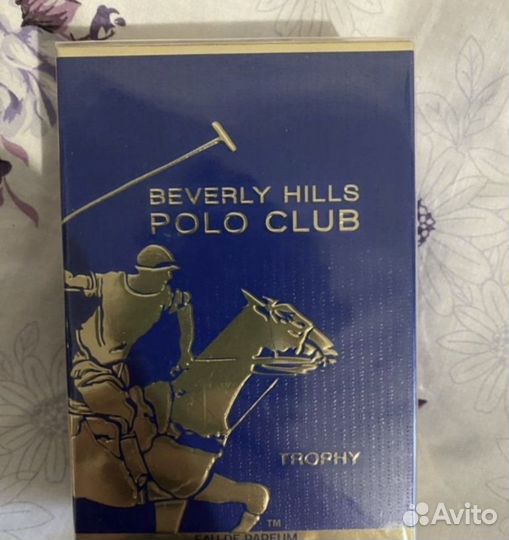 BEVERLY HILLS
POLO CLUB
TROPHY
™
EAU DE PARFUM
Avito